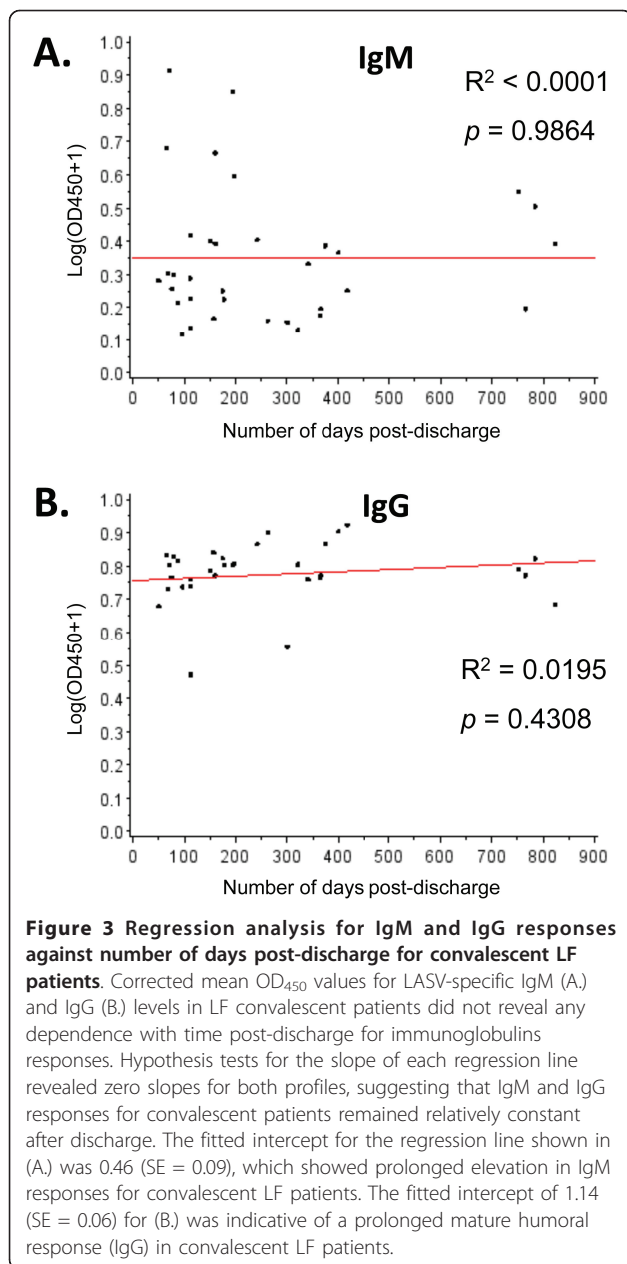 A.
IgM
R² < 0.0001
p = 0.9864
Log(OD450+1)
1.0
0.9
0.8
0.7
0.6
0.5
0.4
0.3
0.2
0.1
0.0
0 100 200 300 400 500 600 700 800 900
Number of days post-discharge
B.
IgG
Log(OD450+1)
1.0
0.9
0.8
0.7
0.6
0.5
0.4
0.3
0.2
0.1
0.0
R² = 0.0195
p = 0.4308
0 100 200 300 400 500 600 700 800 900
Number of days post-discharge
Figure 3 Regression analysis for IgM and IgG responses
against number of days post-discharge for convalescent LF
patients. Corrected mean OD₄₅₀ values for LASV-specific IgM (A.)
and IgG (B.) levels in LF convalescent patients did not reveal any
dependence with time post-discharge for immunoglobulins
responses. Hypothesis tests for the slope of each regression line
revealed zero slopes for both profiles, suggesting that IgM and IgG
responses for convalescent patients remained relatively constant
after discharge. The fitted intercept for the regression line shown in
(A.) was 0.46 (SE = 0.09), which showed prolonged elevation in IgM
responses for convalescent LF patients. The fitted intercept of 1.14
(SE = 0.06) for (B.) was indicative of a prolonged mature humoral
response (IgG) in convalescent LF patients.